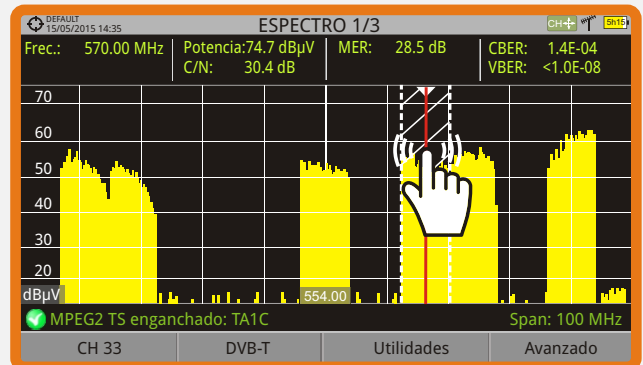 DEFAULT
15/05/2015 14:35
ESPECTRO 1/3
CH
5h15
Frec.: 570.00 MHz
Potencia:74.7 dBµV
C/N: 30.4 dB
MER: 28.5 dB
CBER: 1.4E-04
VBER: <1.0E-08
70
60
50
40
30
20
dBµV
554.00
MPEG2 TS enganchado: TA1C
Span: 100 MHz
CH 33
DVB-T
Utilidades
Avanzado